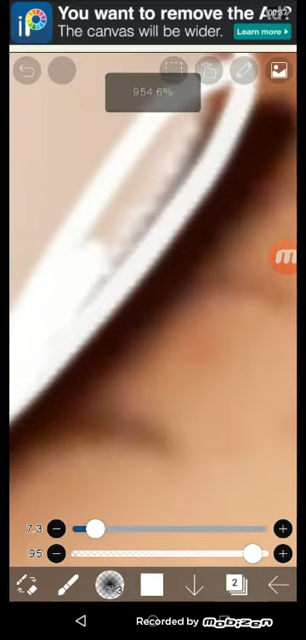 iP
You want to remove the Ad?
The canvas will be wider.
Learn more ▸
954.6%
m
7.3
95
7.3
2
Recorded by mobizen